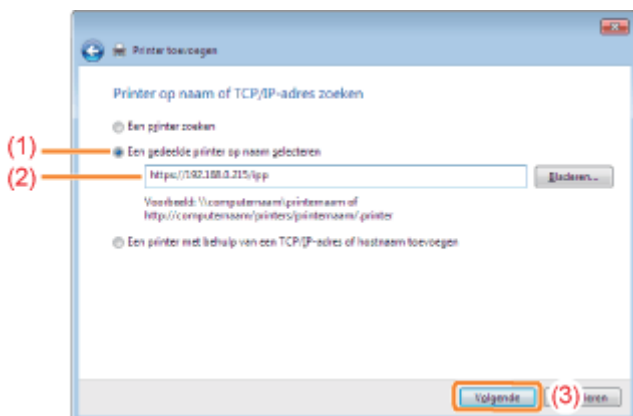 Printer toevoegen
Printer op naam of TCP/IP-adres zoeken
Een printer zoeken
(1)
Een gedeelde printer op naam selecteren
(2)
https://192.168.0.215/ipp
Bladeren...
Voorbeeld: \\computernaam\printernaam of
http://computernaam/printers/printernaam/.printer
Een printer met behulp van een TCP/IP-adres of hostnaam toevoegen
Volgende
(3)